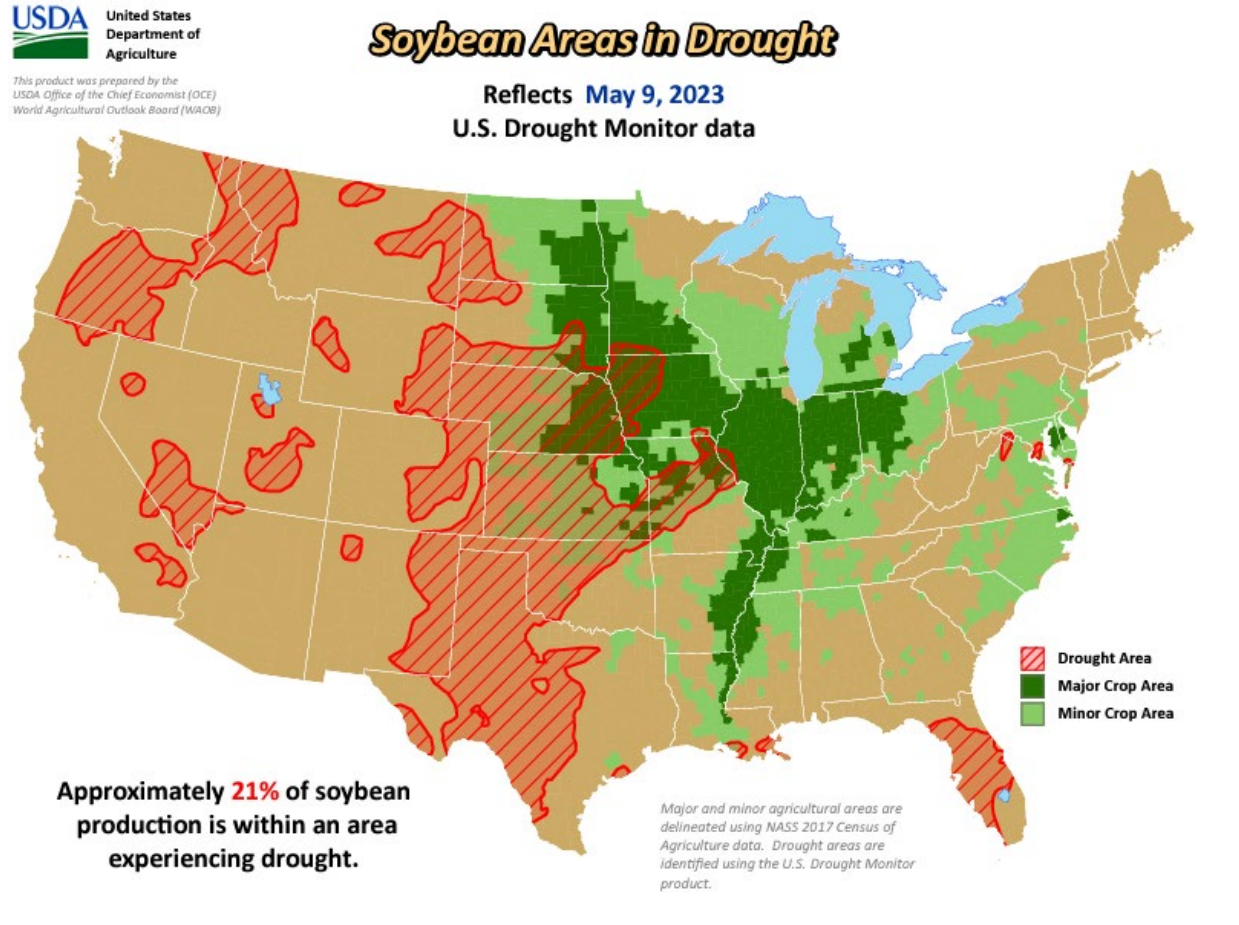 USDA
United States
Department of
Agriculture
This product was prepared by the
USDA Office of the Chief Economist (OCE)
World Agricultural Outlook Board (WAOB)
Soybean Areas in Drought
Reflects May 9, 2023
U.S. Drought Monitor data
Drought Area
Major Crop Area
Minor Crop Area
Approximately 21% of soybean
production is within an area
experiencing drought.
Major and minor agricultural areas are
delineated using NASS 2017 Census of
Agriculture data. Drought areas are
identified using the U.S. Drought Monitor
product.